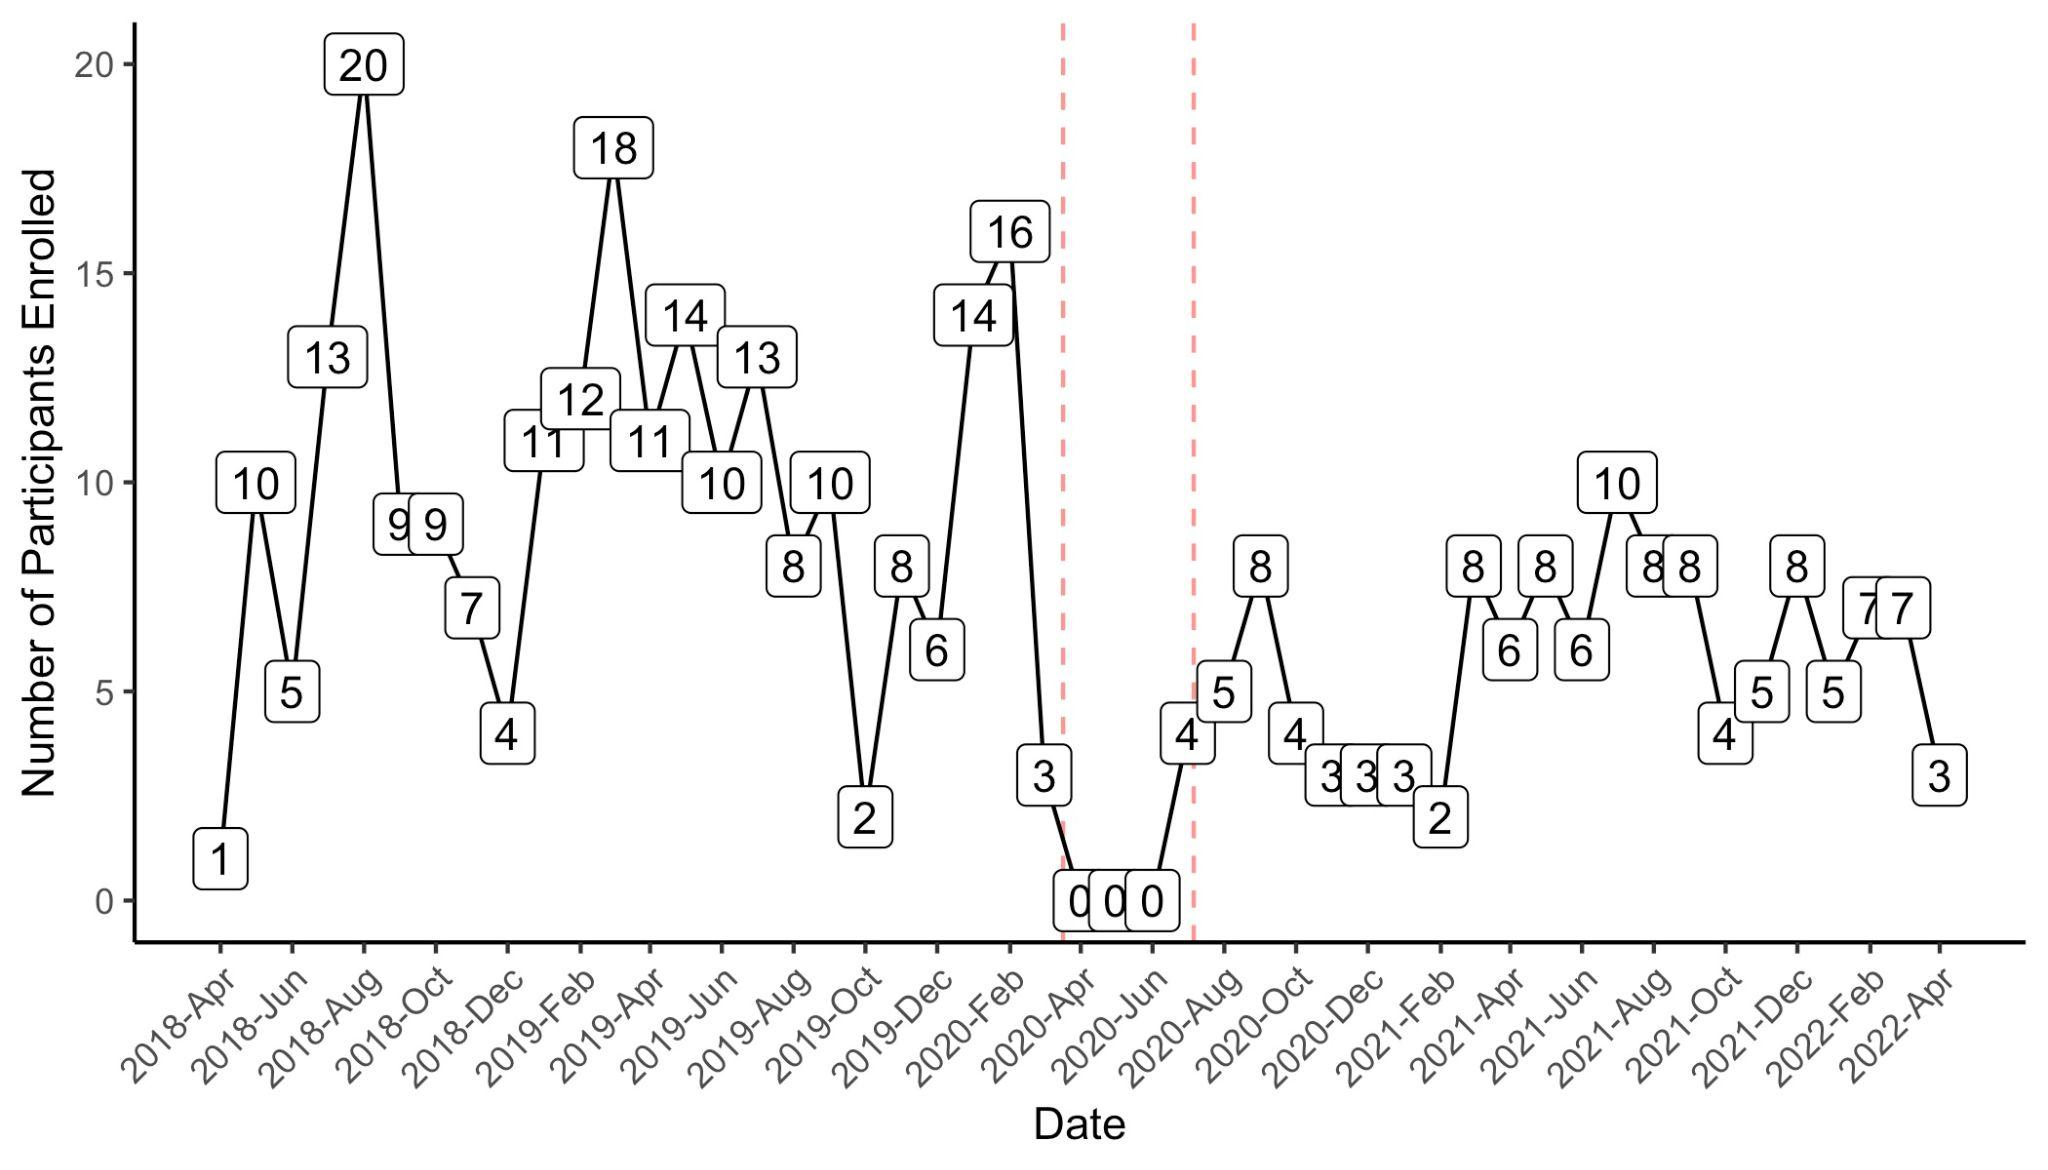 Number of Participants Enrolled
20
15
10
5
0
1
10
5
13
20
9
9
7
4
11
12
18
11
14
10
13
8
10
2
8
6
14
16
3
0
0
0
4
5
8
4
3
3
3
2
8
6
8
6
10
8
8
4
5
8
5
7
7
3
2018-Apr
2018-Jun
2018-Aug
2018-Oct
2018-Dec
2019-Feb
2019-Apr
2019-Jun
2019-Aug
2019-Oct
2019-Dec
2020-Feb
2020-Apr
2020-Jun
2020-Aug
2020-Oct
2020-Dec
2021-Feb
2021-Apr
2021-Jun
2021-Aug
2021-Oct
2021-Dec
2022-Feb
2022-Apr
Date